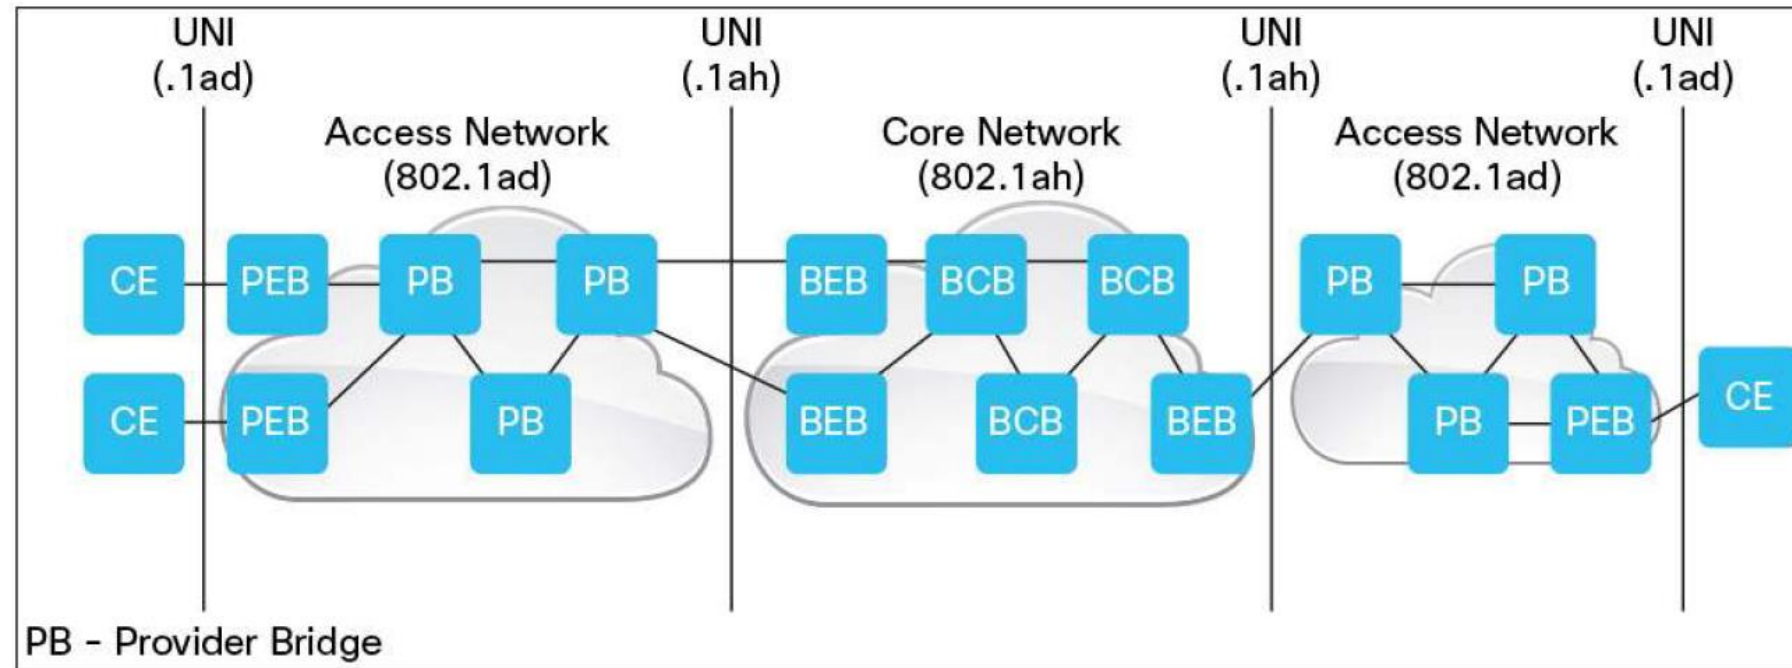 UNI
(.1ad)
UNI
(.1ah)
UNI
(.1ah)
UNI
(.1ad)
Access Network
(802.1ad)
Core Network
(802.1ah)
Access Network
(802.1ad)
CE
PEB
PB
PB
BEB
BCB
BCB
PB
PB
CE
PEB
PB
BEB
BCB
BEB
PB
PEB
CE
PB - Provider Bridge